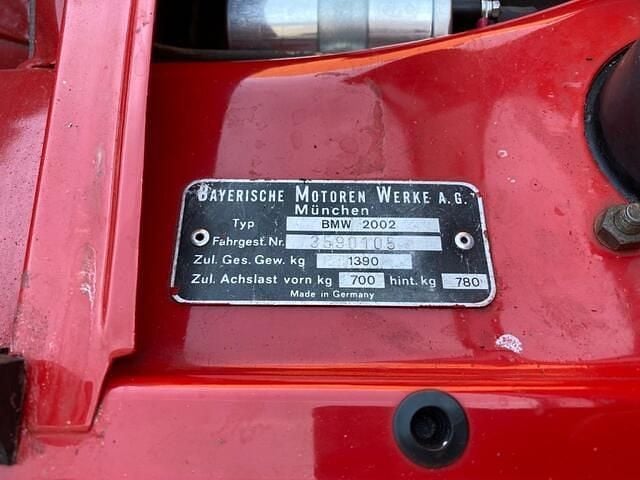 BAYERISCHE MOTOREN WERKE A.G.
München
Typ BMW 2002
Fahrgest. Nr. 3590105
Zul. Ges. Gew. kg 1390
Zul. Achslast vorn kg 700 hint. kg 780
Made in Germany